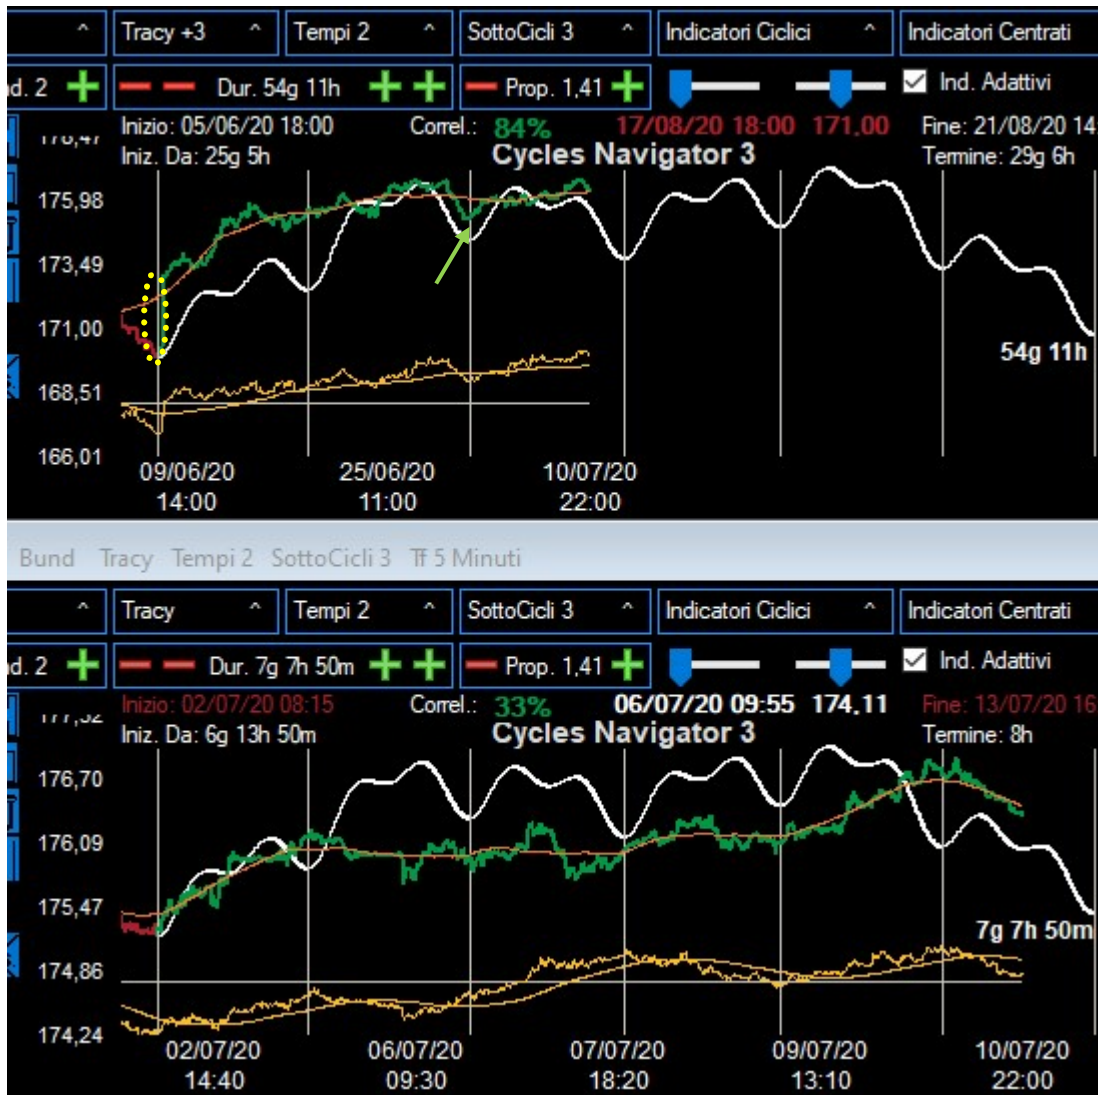 Tracy +3 ^ Tempi 2 ^ SottoCicli 3 ^ Indicatori Ciclici ^ Indicatori Centrati
d. 2 Dur. 54g 11h Prop. 1,41 Ind. Adattivi
Inizio: 05/06/20 18:00 Correl.: 84% 17/08/20 18:00 171.00 Fine: 21/08/20 14:
Iniz. Da: 25g 5h Cycles Navigator 3 Termine: 29g 6h
178,47
175,98
173,49
171,00
168,51
166,01
54g 11h
09/06/20 25/06/20 10/07/20
14:00 11:00 22:00
Bund Tracy Tempi 2 SottoCicli 3 Tf 5 Minuti
Tracy ^ Tempi 2 ^ SottoCicli 3 ^ Indicatori Ciclici ^ Indicatori Centrati
d. 2 Dur. 7g 7h 50m Prop. 1,41 Ind. Adattivi
Inizio: 02/07/20 08:15 Correl.: 33% 06/07/20 09:55 174.11 Fine: 13/07/20 16
Iniz. Da: 6g 13h 50m Cycles Navigator 3 Termine: 8h
177,32
176,70
176,09
175,47
174,86
174,24
7g 7h 50m
02/07/20 06/07/20 07/07/20 09/07/20 10/07/20
14:40 09:30 18:20 13:10 22:00